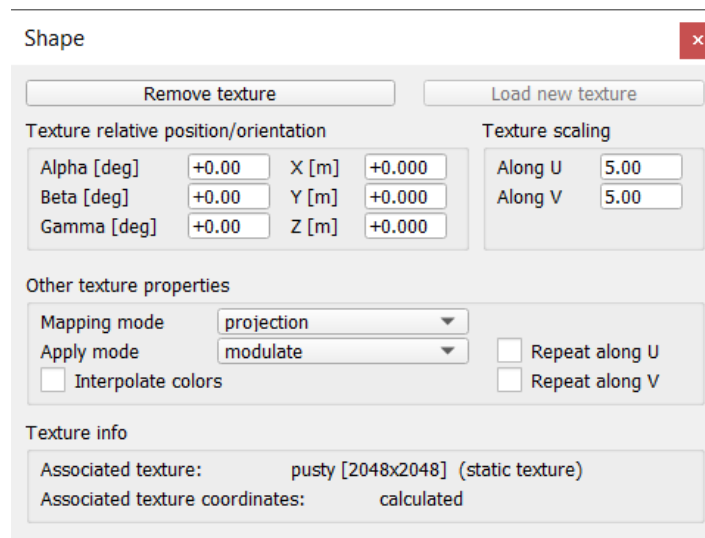 Shape
Remove texture Load new texture
Texture relative position/orientation Texture scaling
Alpha [deg] +0.00 X [m] +0.000 Along U 5.00
Beta [deg] +0.00 Y [m] +0.000 Along V 5.00
Gamma [deg] +0.00 Z [m] +0.000
Other texture properties
Mapping mode projection
Apply mode modulate Repeat along U
Interpolate colors Repeat along V
Texture info
Associated texture: pusty [2048x2048] (static texture)
Associated texture coordinates: calculated